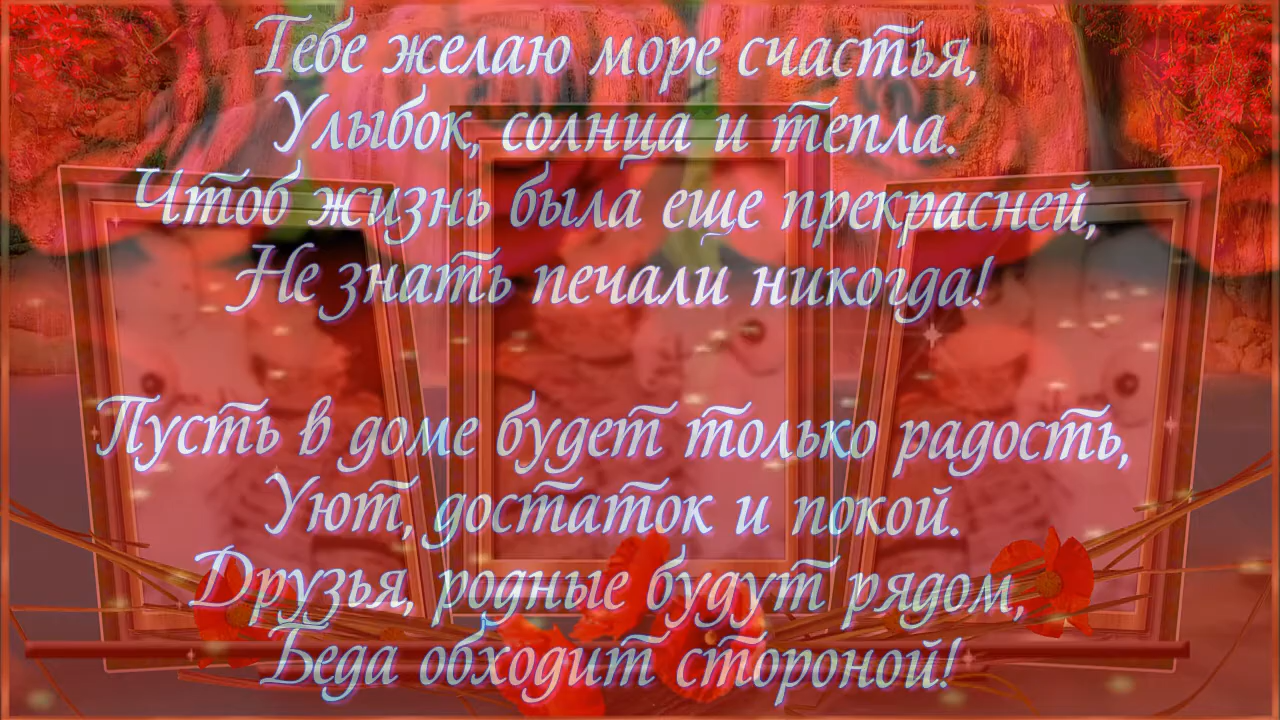 Тебе желаю море счастья,
Улыбок, солнца и тепла.
Чтоб жизнь была еще прекрасней,
Не знать печали никогда!
Пусть в доме будет только радость,
Уют, достаток и покой.
Друзья, родные будут рядом,
Беда обходит стороной!